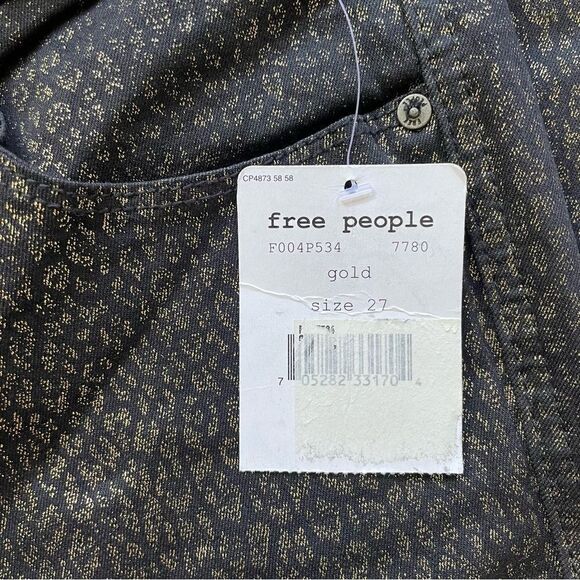 CP4873 58 58
free people
F004P534 7780
gold
size 27
7 05282 33170 4